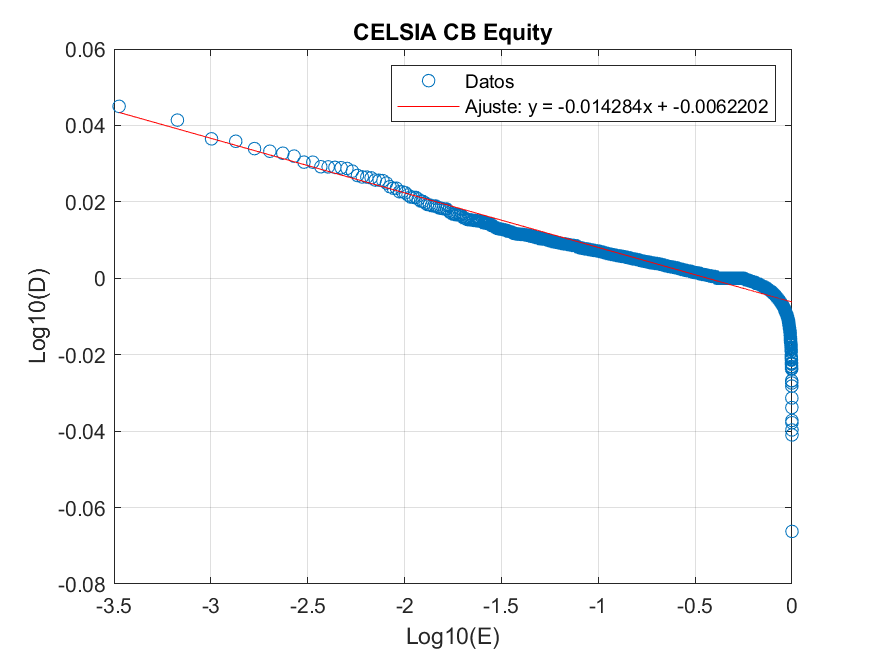 CELSIA CB Equity
Datos
Ajuste: y = -0.014284x + -0.0062202
Log10(D)
0.06
0.04
0.02
0
-0.02
-0.04
-0.06
-0.08
-3.5 -3 -2.5 -2 -1.5 -1 -0.5 0
Log10(E)